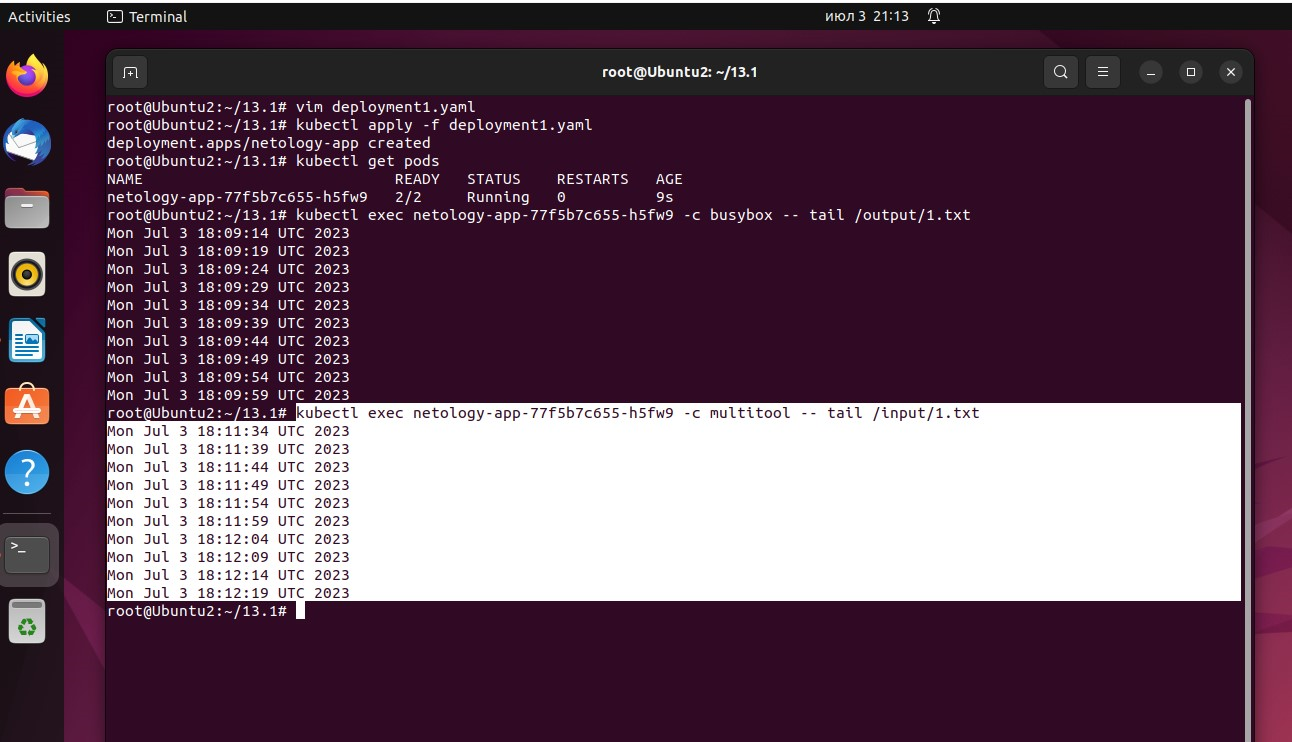 Activities
Terminal
июл 3 21:13
root@Ubuntu2: ~/13.1
root@Ubuntu2:~/13.1# vim deployment1.yaml
root@Ubuntu2:~/13.1# kubectl apply -f deployment1.yaml
deployment.apps/netology-app created
root@Ubuntu2:~/13.1# kubectl get pods
NAME READY STATUS RESTARTS AGE
netology-app-77f5b7c655-h5fw9 2/2 Running 0 9s
root@Ubuntu2:~/13.1# kubectl exec netology-app-77f5b7c655-h5fw9 -c busybox -- tail /output/1.txt
Mon Jul 3 18:09:14 UTC 2023
Mon Jul 3 18:09:19 UTC 2023
Mon Jul 3 18:09:24 UTC 2023
Mon Jul 3 18:09:29 UTC 2023
Mon Jul 3 18:09:34 UTC 2023
Mon Jul 3 18:09:39 UTC 2023
Mon Jul 3 18:09:44 UTC 2023
Mon Jul 3 18:09:49 UTC 2023
Mon Jul 3 18:09:54 UTC 2023
Mon Jul 3 18:09:59 UTC 2023
root@Ubuntu2:~/13.1# kubectl exec netology-app-77f5b7c655-h5fw9 -c multitool -- tail /input/1.txt
Mon Jul 3 18:11:34 UTC 2023
Mon Jul 3 18:11:39 UTC 2023
Mon Jul 3 18:11:44 UTC 2023
Mon Jul 3 18:11:49 UTC 2023
Mon Jul 3 18:11:54 UTC 2023
Mon Jul 3 18:11:59 UTC 2023
Mon Jul 3 18:12:04 UTC 2023
Mon Jul 3 18:12:09 UTC 2023
Mon Jul 3 18:12:14 UTC 2023
Mon Jul 3 18:12:19 UTC 2023
root@Ubuntu2:~/13.1#